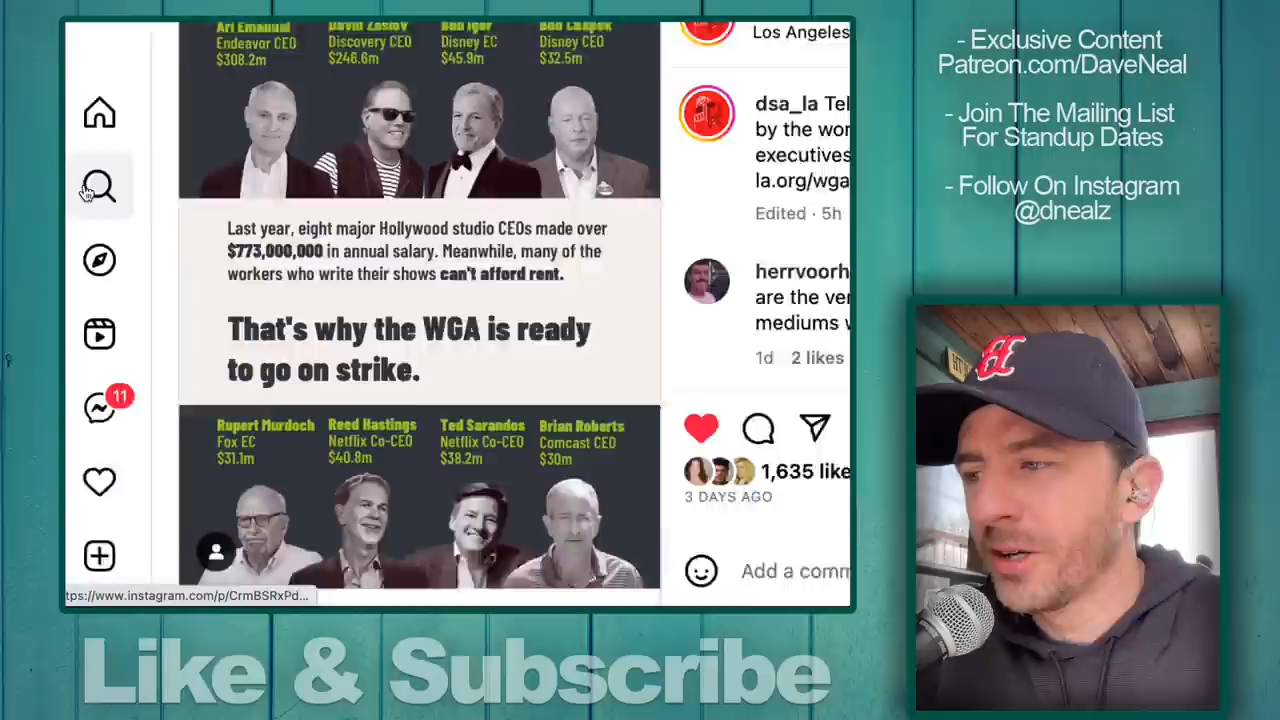 Ari Emanuel
Endeavor CEO
$308.2m
David Zaslov
Discovery CEO
$246.6m
Bob Iger
Disney EC
$45.9m
Bob Chapek
Disney CEO
$32.5m
Last year, eight major Hollywood studio CEOs made over
$773,000,000 in annual salary. Meanwhile, many of the
workers who write their shows can't afford rent.
That's why the WGA is ready
to go on strike.
Rupert Murdoch
Fox EC
$31.1m
Reed Hastings
Netflix Co-CEO
$40.8m
Ted Sarandos
Netflix Co-CEO
$38.2m
Brian Roberts
Comcast CEO
$30m
11
tps://www.instagram.com/p/CrmBSRxPd...
Los Angeles
dsa_la Tel
by the wor
executives
la.org/wga
Edited · 5h
herrvoorh
are the ver
mediums w
1d 2 likes
1,635 like
3 DAYS AGO
Add a comm
- Exclusive Content
Patreon.com/DaveNeal
- Join The Mailing List
For Standup Dates
- Follow On Instagram
@dnealz
B
Like & Subscribe